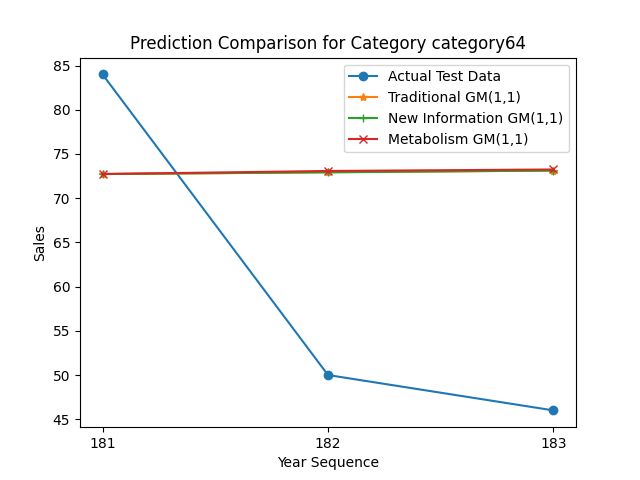 Prediction Comparison for Category category64
Actual Test Data
Traditional GM(1,1)
New Information GM(1,1)
Metabolism GM(1,1)
85
80
75
70
65
60
55
50
45
Sales
181
182
183
Year Sequence